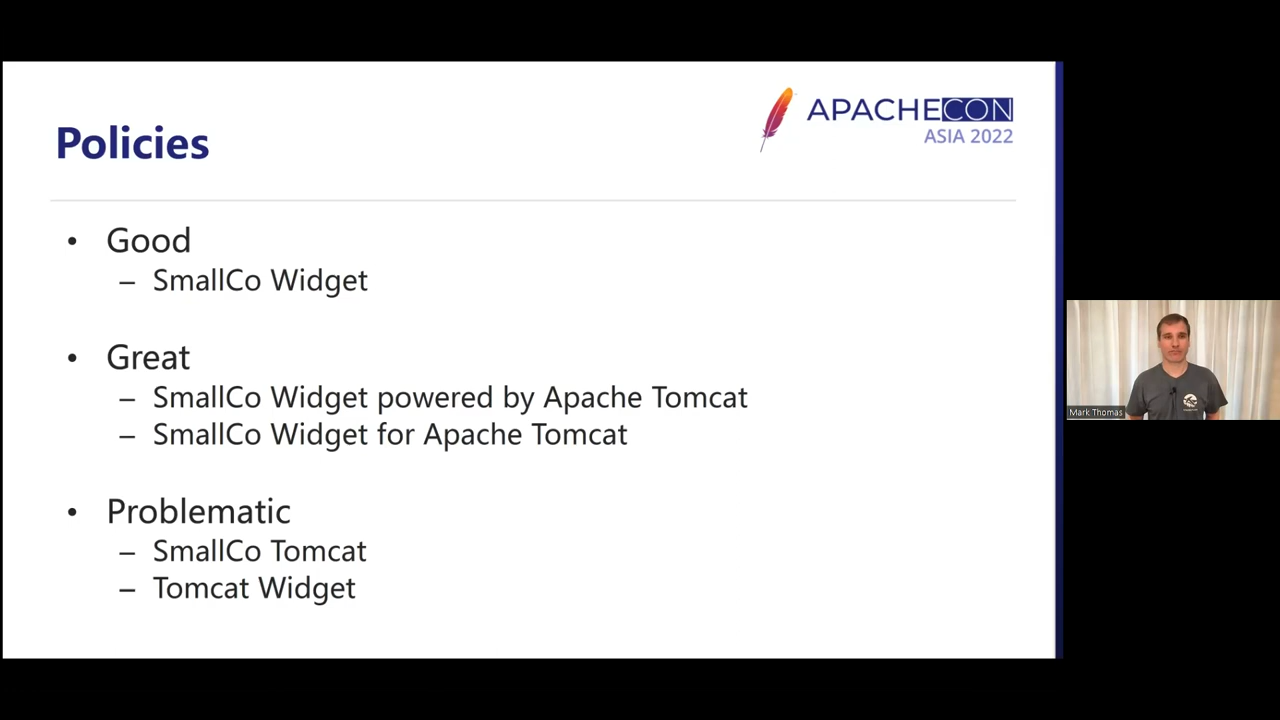 APACHECON
ASIA 2022
Policies
• Good
– SmallCo Widget
• Great
– SmallCo Widget powered by Apache Tomcat
– SmallCo Widget for Apache Tomcat
• Problematic
– SmallCo Tomcat
– Tomcat Widget
Mark Thomas